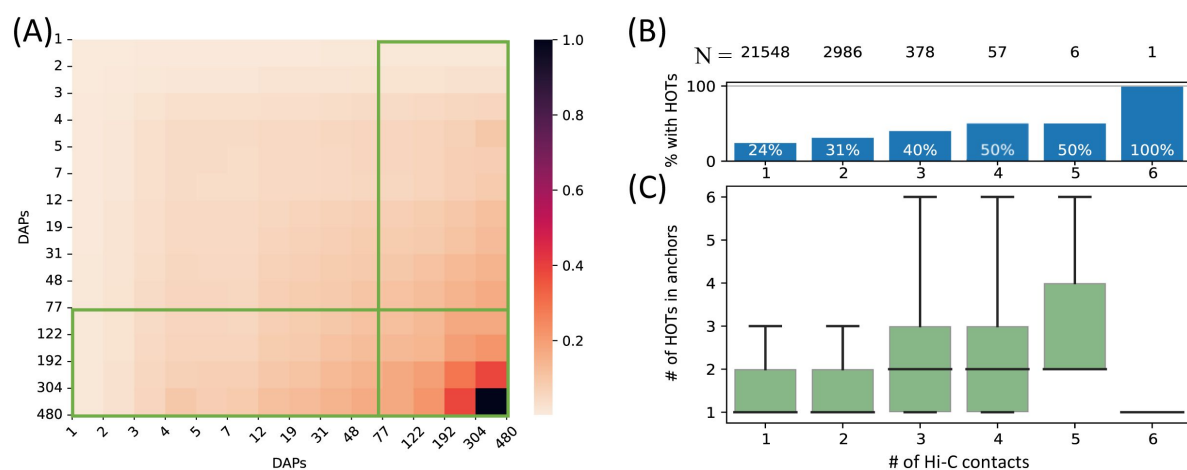 (A)
1
2
3
4
5
7
12
19
31
48
77
122
192
304
480
DAPs
1 2 3 4 5 7 12 19 31 48 77 122 192 304 480
DAPs
1.0
0.8
0.6
0.4
0.2
(B)
N = 21548 2986 378 57 6 1
% with HOTs
100
0
24% 31% 40% 50% 50% 100%
1 2 3 4 5 6
(C)
# of HOTs in anchors
6
5
4
3
2
1
1 2 3 4 5 6
# of Hi-C contacts